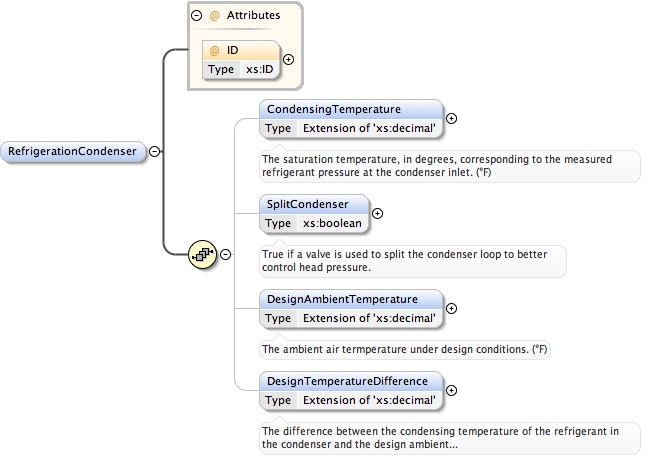 @ Attributes
@ ID
Type xs:ID
RefrigerationCondenser
CondensingTemperature
Type Extension of 'xs:decimal'
The saturation temperature, in degrees, corresponding to the measured
refrigerant pressure at the condenser inlet. (°F)
SplitCondenser
Type xs:boolean
True if a valve is used to split the condenser loop to better
control head pressure.
DesignAmbientTemperature
Type Extension of 'xs:decimal'
The ambient air termperature under design conditions. (°F)
DesignTemperatureDifference
Type Extension of 'xs:decimal'
The difference between the condensing temperature of the refrigerant in
the condenser and the design ambient...